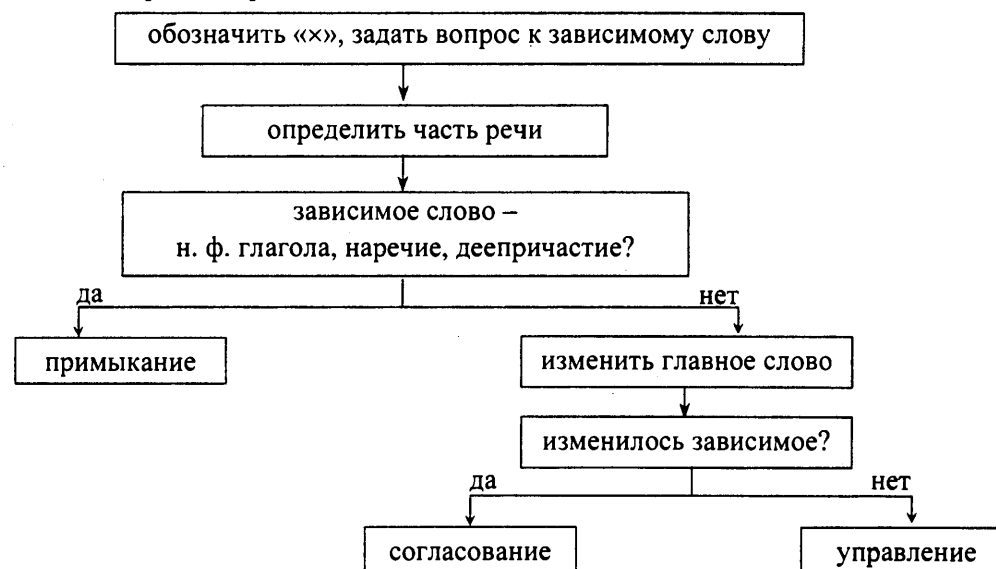 обозначить «×», задать вопрос к зависимому слову
определить часть речи
зависимое слово –
н. ф. глагола, наречие, деепричастие?
да
нет
примыкание
изменить главное слово
изменилось зависимое?
да
нет
согласование
управление